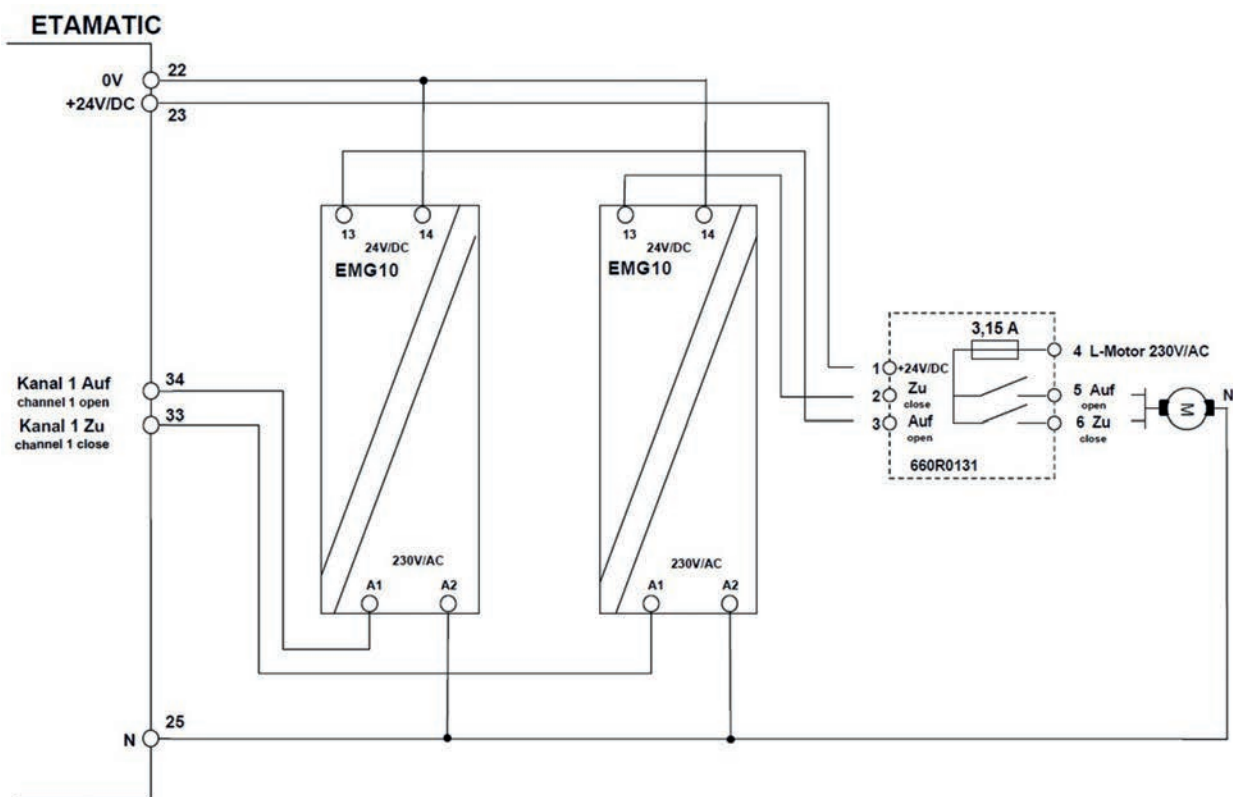 ETAMATIC
0V
22
+24V/DC
23
13
14
24V/DC
EMG10
13
14
24V/DC
EMG10
3,15 A
4 L-Motor 230V/AC
1
+24V/DC
2
Zu
close
5 Auf
open
3
Auf
open
6 Zu
close
660R0131
M
N
Kanal 1 Auf
channel 1 open
34
Kanal 1 Zu
channel 1 close
33
230V/AC
A1
A2
230V/AC
A1
A2
N
25